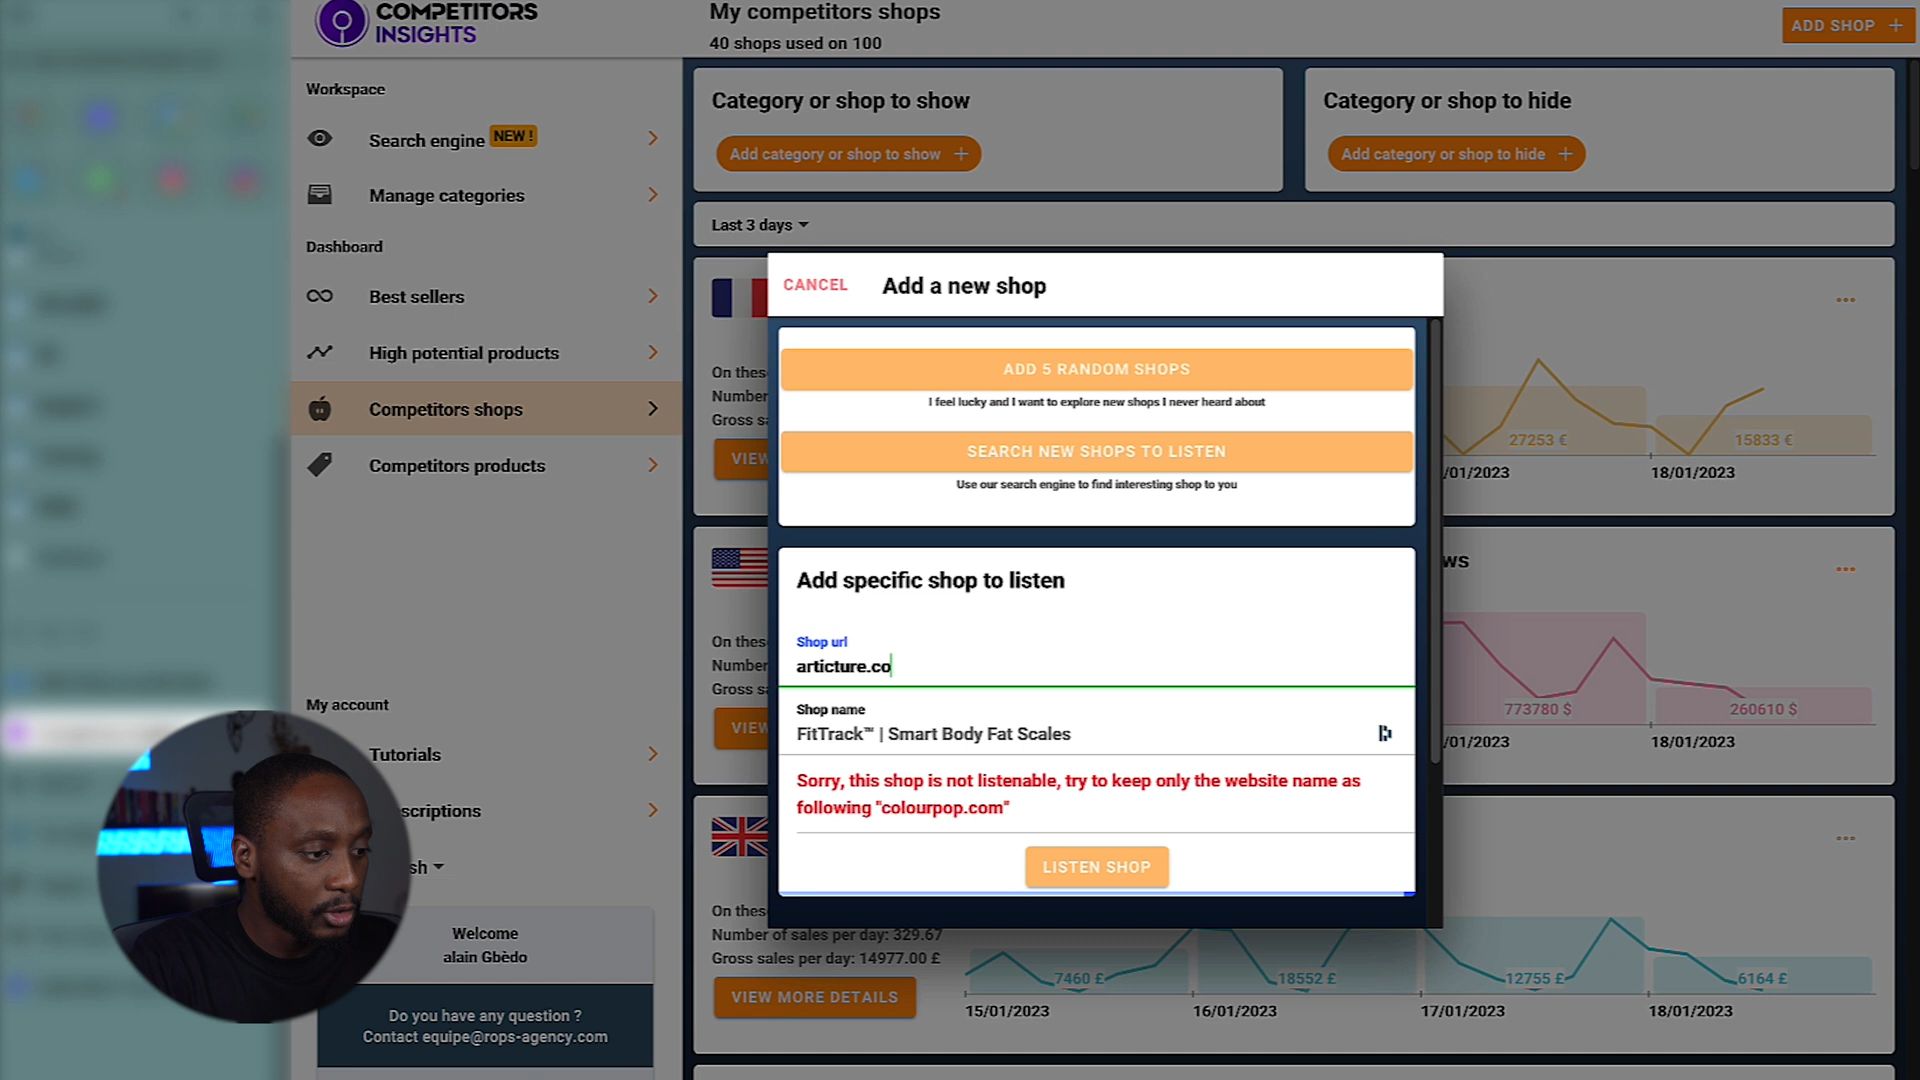 COMPETITORS
INSIGHTS
My competitors shops
40 shops used on 100
ADD SHOP +
Workspace
Search engine NEW !
Manage categories
Dashboard
Best sellers
High potential products
Competitors shops
Competitors products
My account
Tutorials
scriptions
sh
Welcome
alain Gbèdo
Do you have any question ?
Contact equipe@rops-agency.com
Category or shop to show
Add category or shop to show +
Category or shop to hide
Add category or shop to hide +
Last 3 days
CANCEL
Add a new shop
ADD 5 RANDOM SHOPS
I feel lucky and I want to explore new shops I never heard about
SEARCH NEW SHOPS TO LISTEN
Use our search engine to find interesting shop to you
Add specific shop to listen
Shop url
articture.co
Shop name
FitTrack™ | Smart Body Fat Scales
Sorry, this shop is not listenable, try to keep only the website name as
following "colourpop.com"
LISTEN SHOP
On thes
Number
Gross sa
VIEW
27253 €
15833 €
/01/2023
18/01/2023
ws
On thes
Number
Gross sa
VIEW
773780 $
260610 $
/01/2023
18/01/2023
On thes
Number of sales per day: 329.67
Gross sales per day: 14977.00 £
VIEW MORE DETAILS
7460 £
18552 £
12755 £
6164 £
15/01/2023
16/01/2023
17/01/2023
18/01/2023